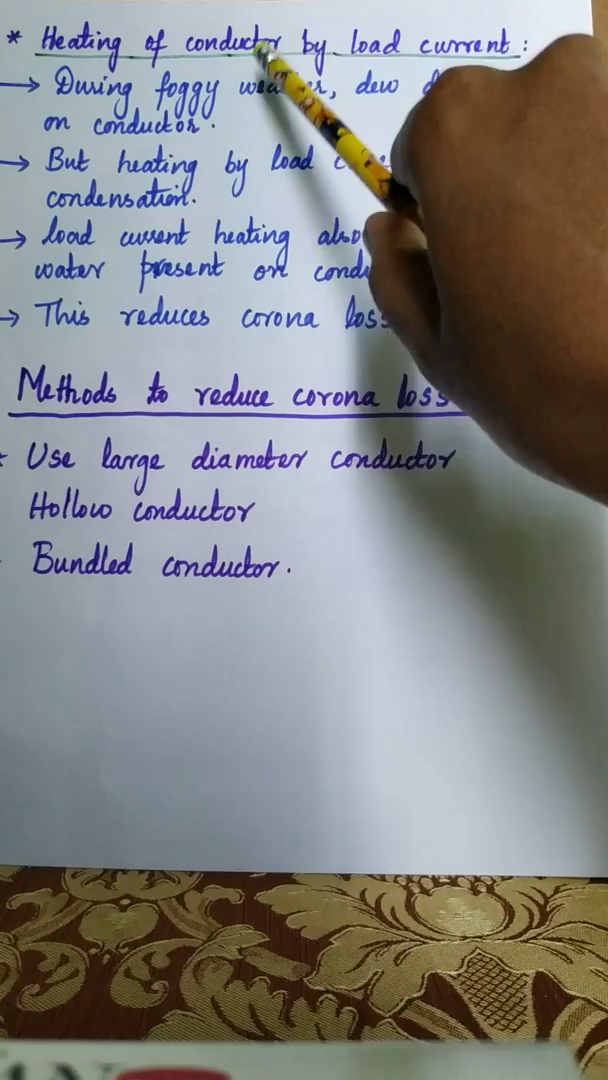 * Heating of conductor by load current :
→ During foggy weather, dew
on conductor.
→ But heating by load
condensation.
→ load current heating also
water present on
→ This reduces corona loss
Methods to reduce corona loss
* Use large diameter conductor
Hollow conductor
Bundled conductor.